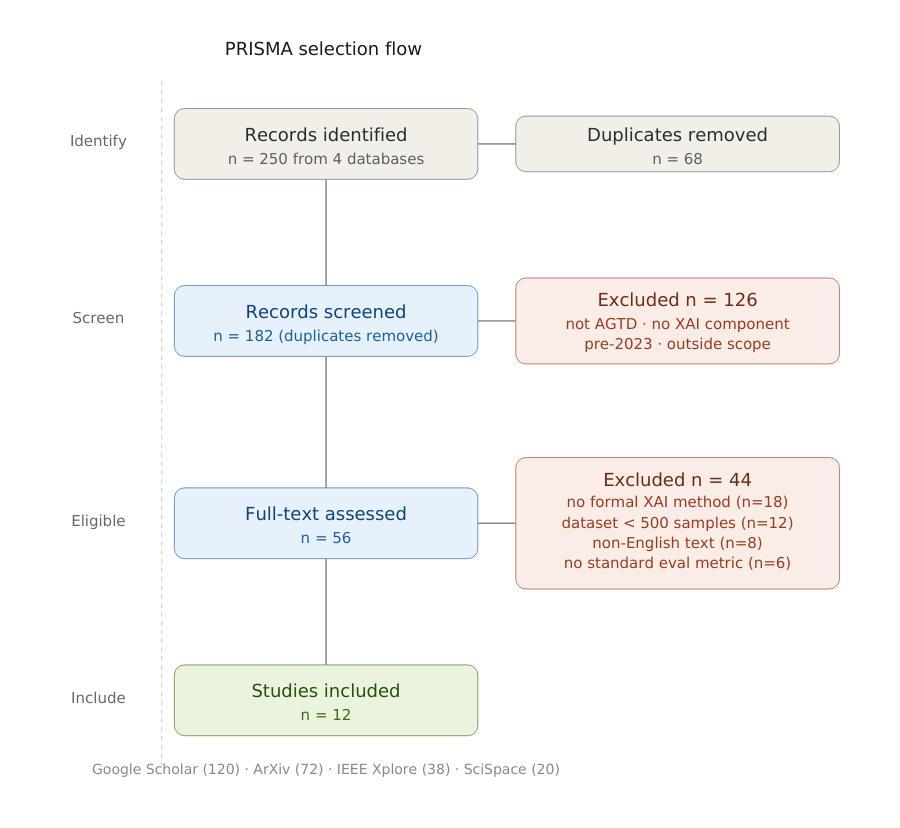 PRISMA selection flow
Identify
Records identified
n = 250 from 4 databases
Duplicates removed
n = 68
Screen
Records screened
n = 182 (duplicates removed)
Excluded n = 126
not AGTD · no XAI component
pre-2023 · outside scope
Eligible
Full-text assessed
n = 56
Excluded n = 44
no formal XAI method (n=18)
dataset < 500 samples (n=12)
non-English text (n=8)
no standard eval metric (n=6)
Include
Studies included
n = 12
Google Scholar (120) · ArXiv (72) · IEEE Xplore (38) · SciSpace (20)